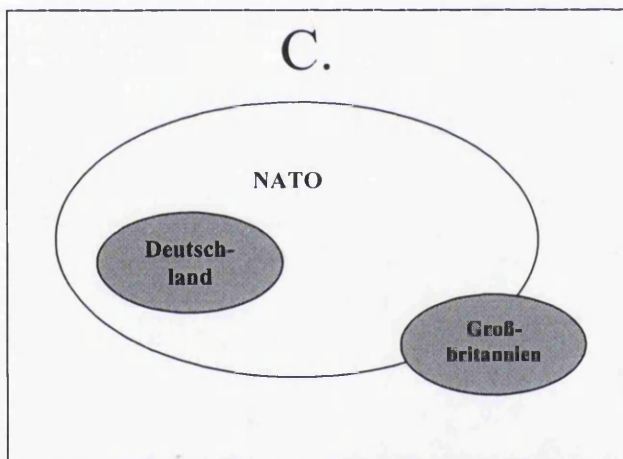 C.
NATO
Deutsch-
land
Groß-
britannien